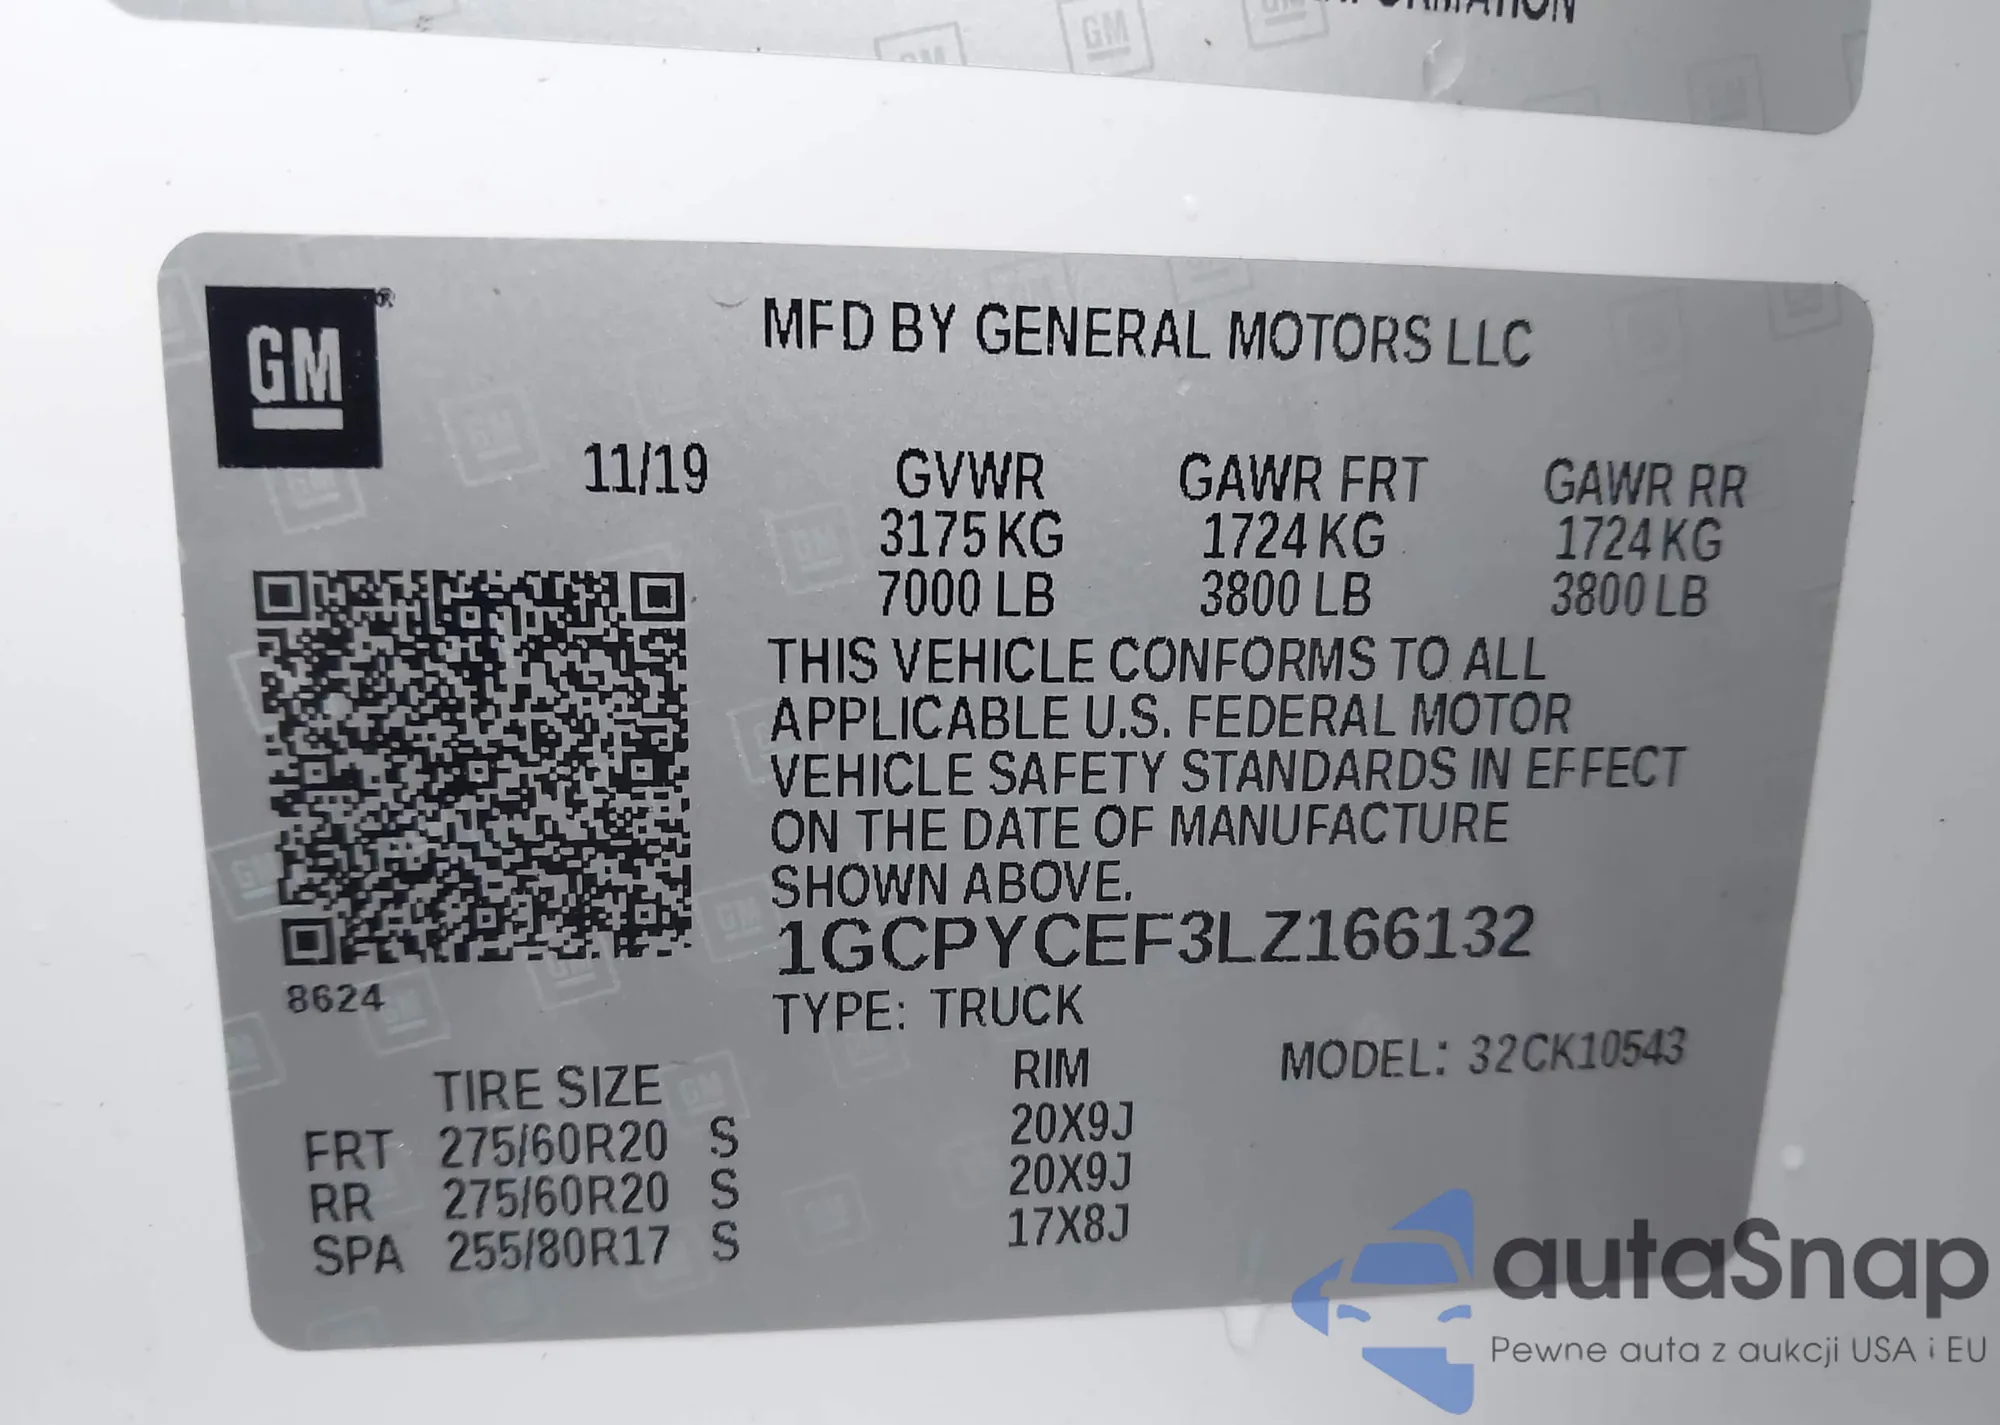 MFD BY GENERAL MOTORS LLC
GM
11/19
GVWR GAWR FRT GAWR RR
3175 KG 1724 KG 1724 KG
7000 LB 3800 LB 3800 LB
THIS VEHICLE CONFORMS TO ALL
APPLICABLE U.S. FEDERAL MOTOR
VEHICLE SAFETY STANDARDS IN EFFECT
ON THE DATE OF MANUFACTURE
SHOWN ABOVE.
1GCPYCEF3LZ166132
8624
TYPE: TRUCK
MODEL: 32CK10543
TIRE SIZE RIM
FRT 275/60R20 S 20X9J
RR 275/60R20 S 20X9J
SPA 255/80R17 S 17X8J
autaSnap
Pewne auta z aukcji USA i EU